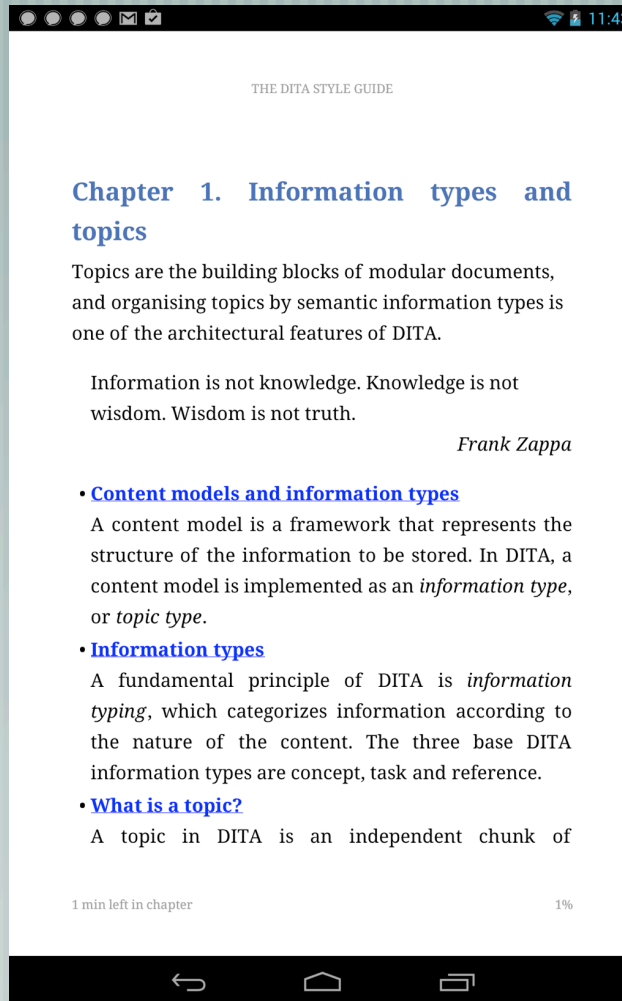 11:43
THE DITA STYLE GUIDE
Chapter 1. Information types and
topics
Topics are the building blocks of modular documents,
and organising topics by semantic information types is
one of the architectural features of DITA.
Information is not knowledge. Knowledge is not
wisdom. Wisdom is not truth.
Frank Zappa
• Content models and information types
A content model is a framework that represents the
structure of the information to be stored. In DITA, a
content model is implemented as an information type,
or topic type.
• Information types
A fundamental principle of DITA is information
typing, which categorizes information according to
the nature of the content. The three base DITA
information types are concept, task and reference.
• What is a topic?
A topic in DITA is an independent chunk of
1 min left in chapter
1%